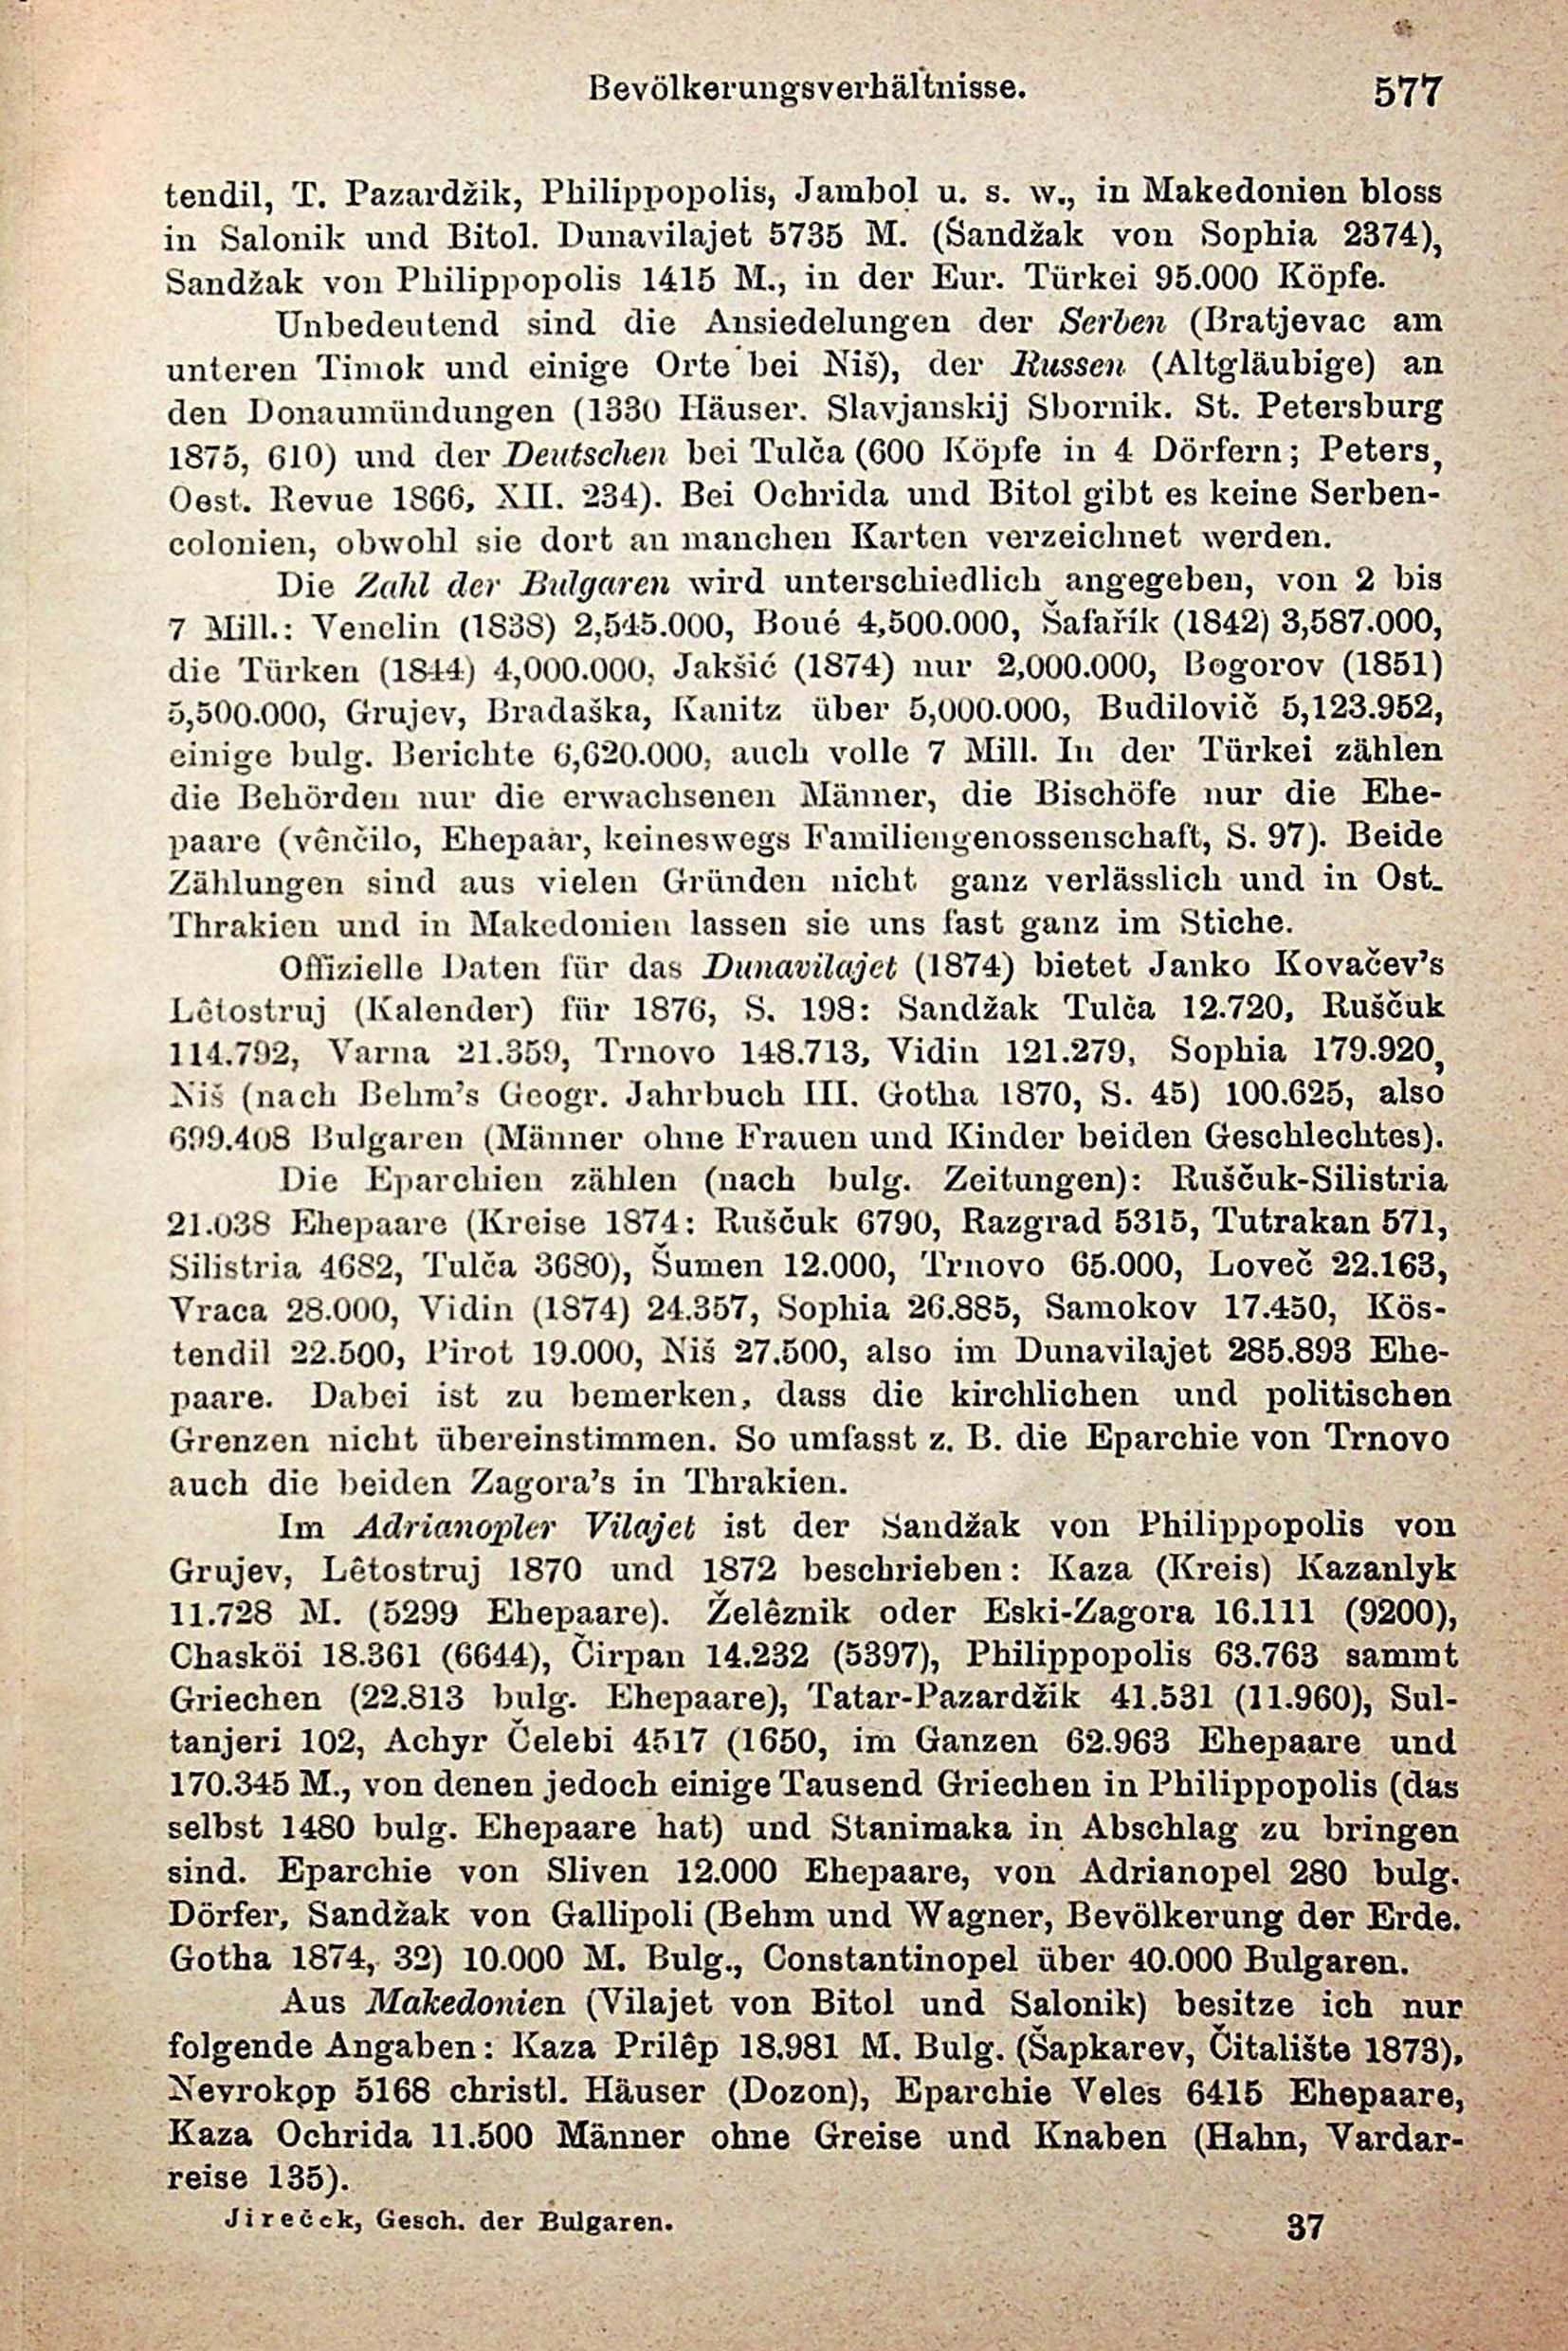 Bevölkerungsverhältnisse. 577
tendil, T. Pazardžik, Philippopolis, Jambol u. s. w., in Makedonien bloss
in Salonik und Bitol. Dunavilajet 5735 M. (Sandžak von Sophia 2374),
Sandžak von Philippopolis 1415 M., in der Eur. Türkei 95.000 Köpfe.
Unbedeutend sind die Ansiedelungen der Serben (Bratjevac am
unteren Timok und einige Orte bei Niš), der Russen (Altgläubige) an
den Donaumündungen (1330 Häuser. Slavjanskij Sbornik. St. Petersburg
1875, 610) und der Deutschen bei Tulča (600 Köpfe in 4 Dörfern; Peters,
Oest. Revue 1866, XII. 234). Bei Ochrida und Bitol gibt es keine Serben-
colonien, obwohl sie dort an manchen Karten verzeichnet werden.
Die Zahl der Bulgaren wird unterschiedlich angegeben, von 2 bis
7 Mill.: Venclin (1838) 2,545.000, Boué 4,500.000, Šafařík (1842) 3,587.000,
die Türken (1844) 4,000.000, Jakšić (1874) nur 2,000.000, Bogorov (1851)
5,500.000, Grujev, Bradaška, Kanitz über 5,000.000, Budilovič 5,123.952,
einige bulg. Berichte 6,620.000, auch volle 7 Mill. In der Türkei zählen
die Behörden nur die erwachsenen Männer, die Bischöfe nur die Ehe-
paare (vênčilo, Ehepaar, keineswegs Familiengenossenschaft, S. 97). Beide
Zählungen sind aus vielen Gründen nicht ganz verlässlich und in Ost-
Thrakien und in Makedonien lassen sie uns fast ganz im Stiche.
Offizielle Daten für das Dunavilajet (1874) bietet Janko Kovačev's
Lêtostruj (Kalender) für 1876, S. 198: Sandžak Tulča 12.720, Ruščuk
114.792, Varna 21.359, Trnovo 148.713, Vidin 121.279, Sophia 179.920,
Niš (nach Behm's Geogr. Jahrbuch III. Gotha 1870, S. 45) 100.625, also
699.408 Bulgaren (Männer ohne Frauen und Kinder beiden Geschlechtes).
Die Eparchien zählen (nach bulg. Zeitungen): Ruščuk-Silistria
21.038 Ehepaare (Kreise 1874: Ruščuk 6790, Razgrad 5315, Tutrakan 571,
Silistria 4682, Tulča 3680), Šumen 12.000, Trnovo 65.000, Loveč 22.163,
Vraca 28.000, Vidin (1874) 24.357, Sophia 26.885, Samokov 17.450, Kös-
tendil 22.500, Pirot 19.000, Niš 27.500, also im Dunavilajet 285.893 Ehe-
paare. Dabei ist zu bemerken, dass die kirchlichen und politischen
Grenzen nicht übereinstimmen. So umfasst z. B. die Eparchie von Trnovo
auch die beiden Zagora's in Thrakien.
Im Adrianopler Vilajet ist der Sandžak von Philippopolis von
Grujev, Lêtostruj 1870 und 1872 beschrieben: Kaza (Kreis) Kazanlyk
11.728 M. (5299 Ehepaare). Želêznik oder Eski-Zagora 16.111 (9200),
Chasköi 18.361 (6644), Čirpan 14.232 (5397), Philippopolis 63.763 sammt
Griechen (22.813 bulg. Ehepaare), Tatar-Pazardžik 41.531 (11.960), Sul-
tanjeri 102, Achyr Čelebi 4517 (1650, im Ganzen 62.963 Ehepaare und
170.345 M., von denen jedoch einige Tausend Griechen in Philippopolis (das
selbst 1480 bulg. Ehepaare hat) und Stanimaka in Abschlag zu bringen
sind. Eparchie von Sliven 12.000 Ehepaare, von Adrianopel 280 bulg.
Dörfer, Sandžak von Gallipoli (Behm und Wagner, Bevölkerung der Erde.
Gotha 1874, 32) 10.000 M. Bulg., Constantinopel über 40.000 Bulgaren.
Aus Makedonien (Vilajet von Bitol und Salonik) besitze ich nur
folgende Angaben: Kaza Prilêp 18.981 M. Bulg. (Šapkarev, Čitalište 1873),
Nevrokop 5168 christl. Häuser (Dozon), Eparchie Veles 6415 Ehepaare,
Kaza Ochrida 11.500 Männer ohne Greise und Knaben (Hahn, Vardar-
reise 135).
Jireček, Gesch. der Bulgaren. 37